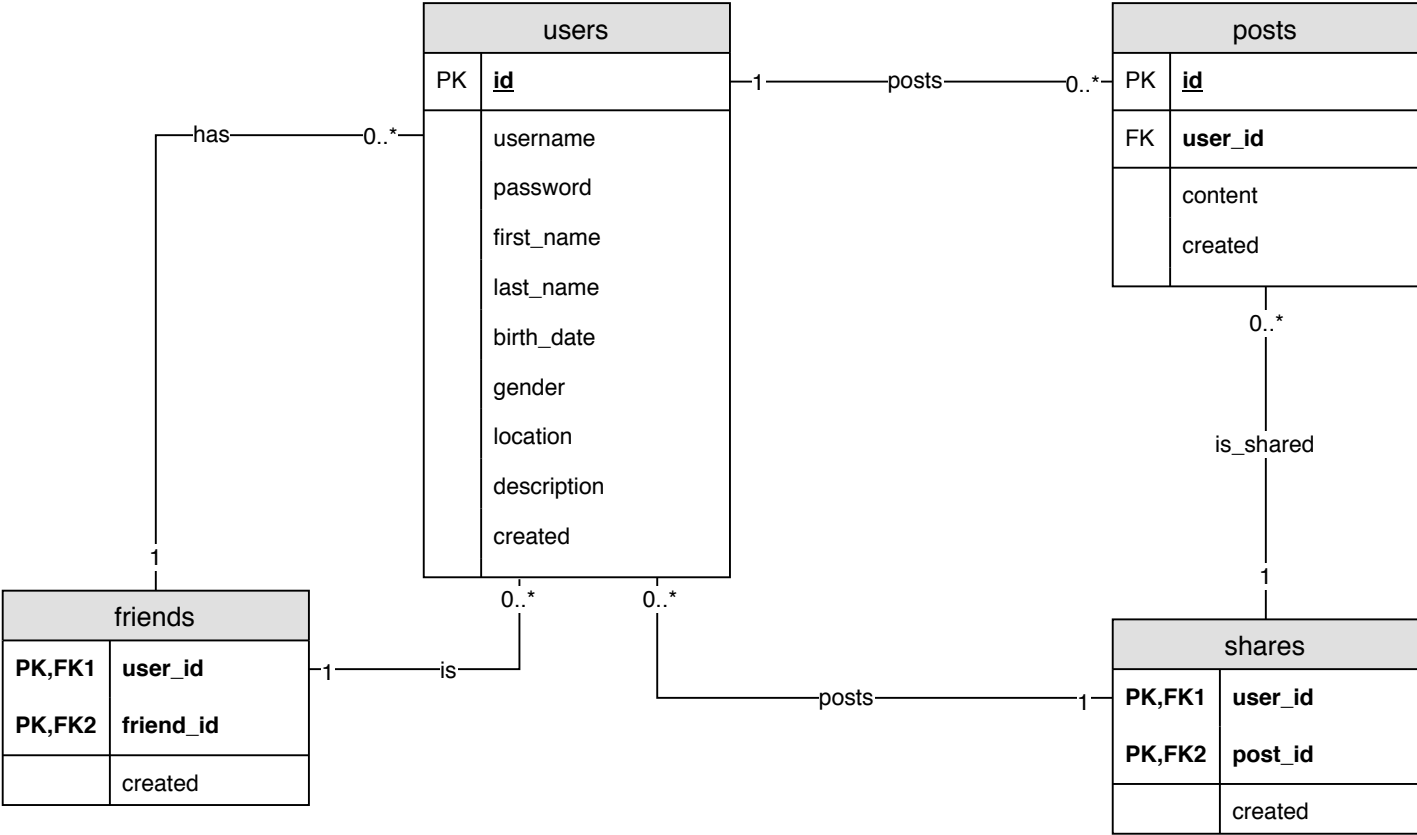 users
PK id
username
password
first_name
last_name
birth_date
gender
location
description
created
posts
PK id
FK user_id
content
created
1 posts 0..*
has 0..*
1
0..*
is_shared
1
friends
PK,FK1 user_id
PK,FK2 friend_id
created
0..*
1 is
0..*
posts 1
shares
PK,FK1 user_id
PK,FK2 post_id
created